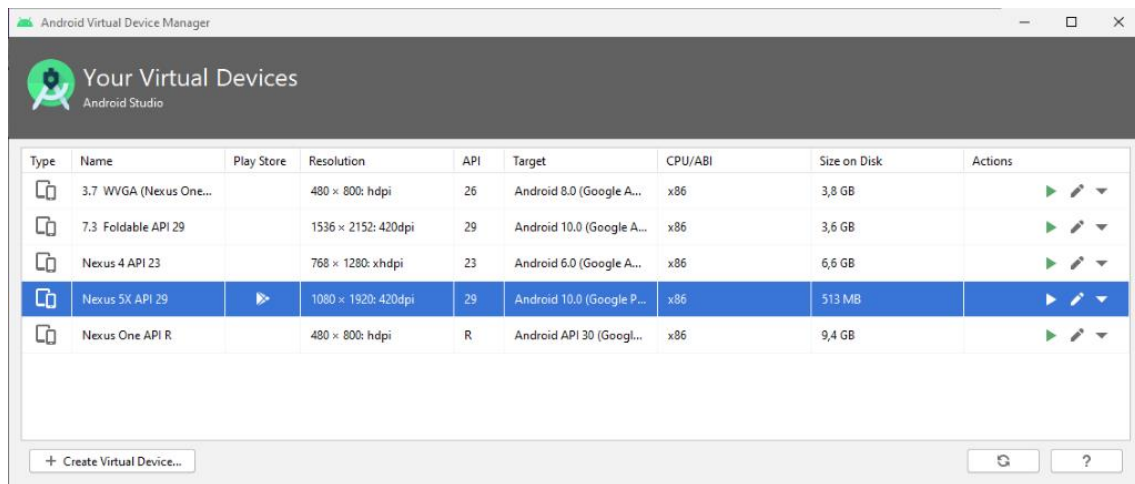 Android Virtual Device Manager
Your Virtual Devices
Android Studio
Type Name Play Store Resolution API Target CPU/ABI Size on Disk Actions
3.7 WVGA (Nexus One... 480 × 800: hdpi 26 Android 8.0 (Google A... x86 3,8 GB
7.3 Foldable API 29 1536 × 2152: 420dpi 29 Android 10.0 (Google A... x86 3,6 GB
Nexus 4 API 23 768 × 1280: xhdpi 23 Android 6.0 (Google A... x86 6,6 GB
Nexus 5X API 29 1080 × 1920: 420dpi 29 Android 10.0 (Google P... x86 513 MB
Nexus One API R 480 × 800: hdpi R Android API 30 (Googl... x86 9,4 GB
+ Create Virtual Device... ?